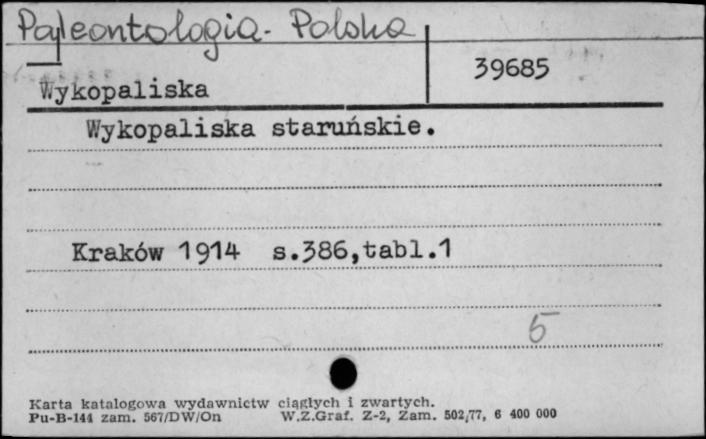 Paleontologia - Polska
39685
Wykopaliska
Wykopaliska staruńskie.
Kraków 1914 s.386,tabl.1
5
Karta katalogowa wydawnictw ciągłych i zwartych.
Pu-B-144 zam. 567/DW/On W.Z.Graf. Z-2, Zam. 502/77, 6 400 000